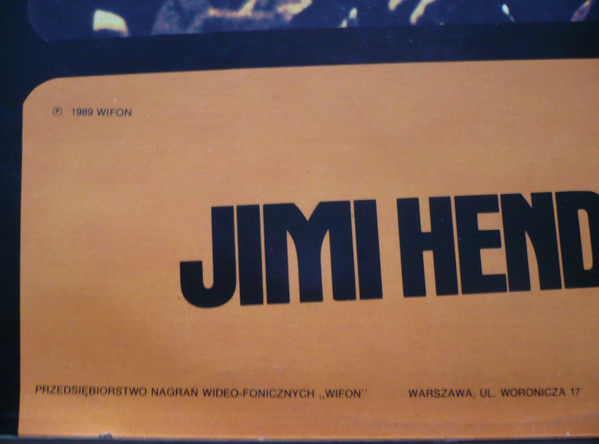 ℗ 1989 WIFON
JIMI HEND
PRZEDSIĘBIORSTWO NAGRAŃ WIDEO-FONICZNYCH „WIFON” WARSZAWA, UL. WORONICZA 17